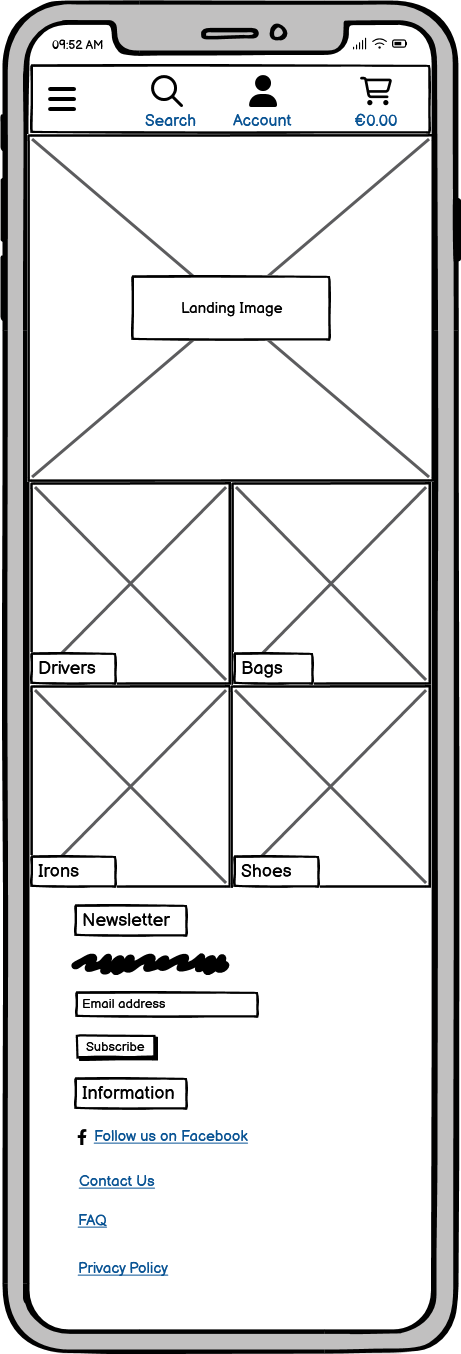 09:52 AM
Search
Account
€0.00
Landing Image
Drivers
Bags
Irons
Shoes
Newsletter
Email address
Subscribe
Information
Follow us on Facebook
Contact Us
FAQ
Privacy Policy